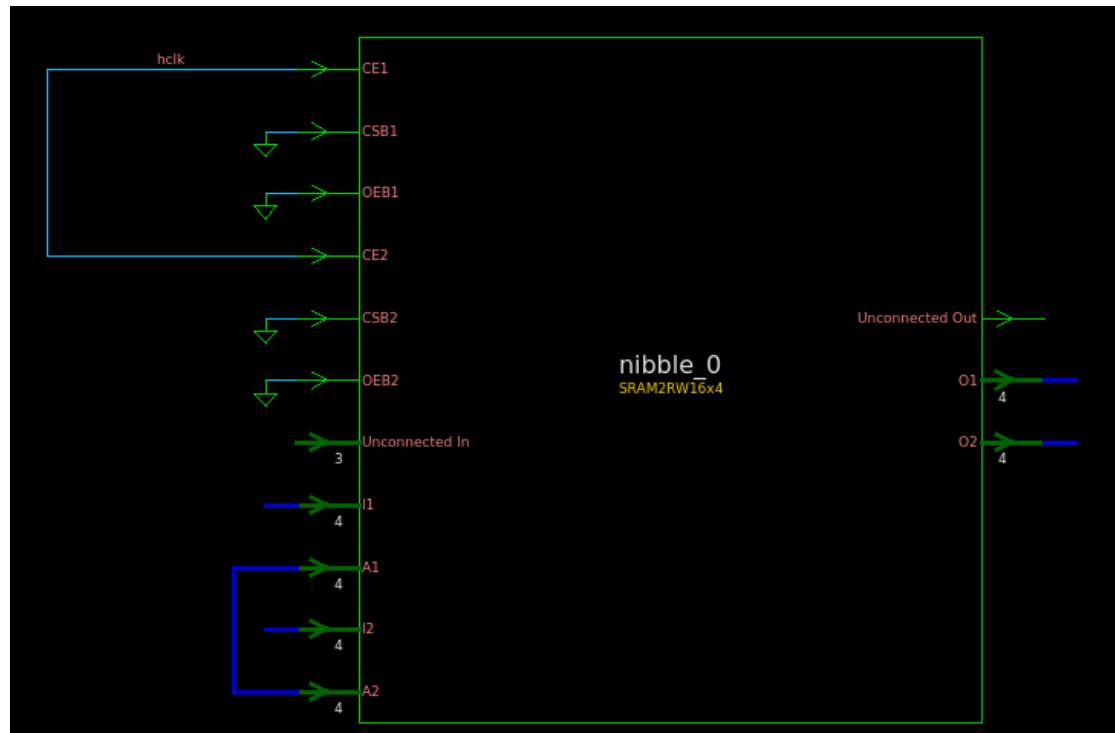 hclk
CE1
CSB1
OEB1
CE2
CSB2
Unconnected Out
nibble_0
SRAM2RW16x4
OEB2
O1
4
Unconnected In
3
O2
4
I1
4
A1
4
I2
4
A2
4